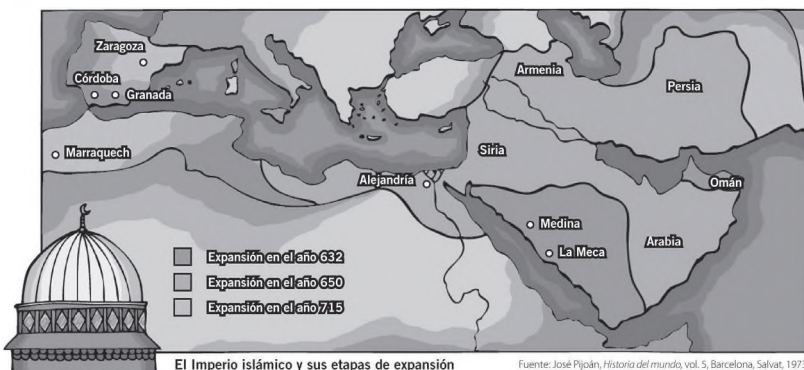 Zaragoza
Córdoba
Granada
Marraquech
Armenia
Persia
Siria
Alejandría
Omán
Medina
La Meca
Arabia
Expansión en el año 632
Expansión en el año 650
Expansión en el año 715
El Imperio islámico y sus etapas de expansión
Fuente: José Pijoán, Historia del mundo, vol. 5, Barcelona, Salvat, 1973